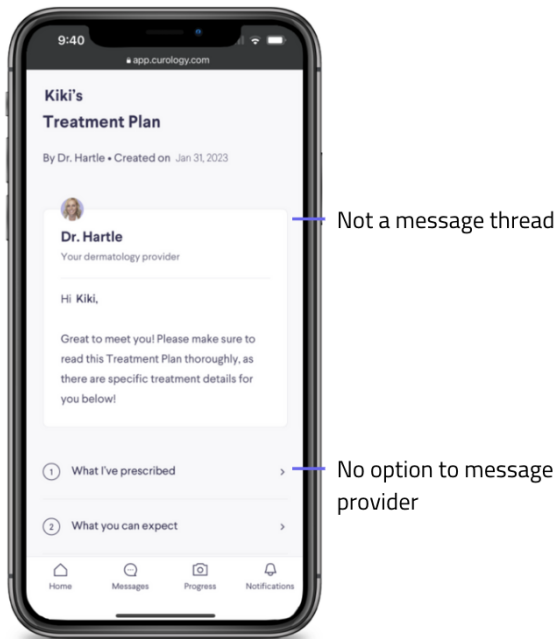 9:40
app.curology.com
Kiki's
Treatment Plan
By Dr. Hartle • Created on Jan 31, 2023
Dr. Hartle
Your dermatology provider
Hi Kiki,
Great to meet you! Please make sure to
read this Treatment Plan thoroughly, as
there are specific treatment details for
you below!
1 What I've prescribed
2 What you can expect
Home Messages Progress Notifications
Not a message thread
No option to message
provider